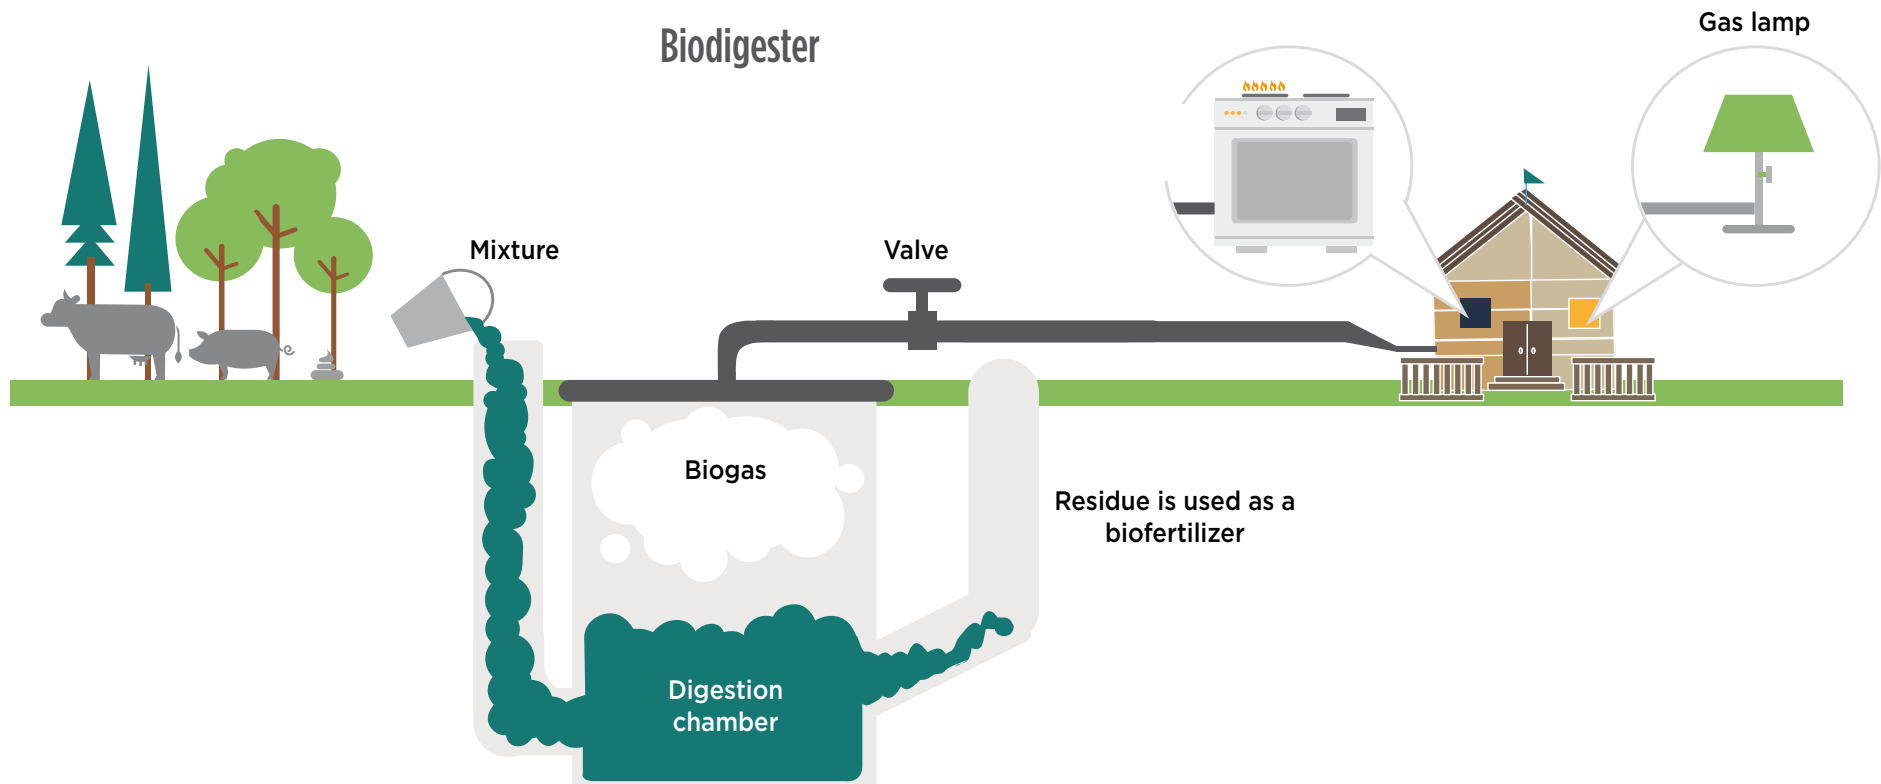 Biodigester
Gas lamp
Mixture
Valve
Biogas
Residue is used as a
biofertilizer
Digestion
chamber